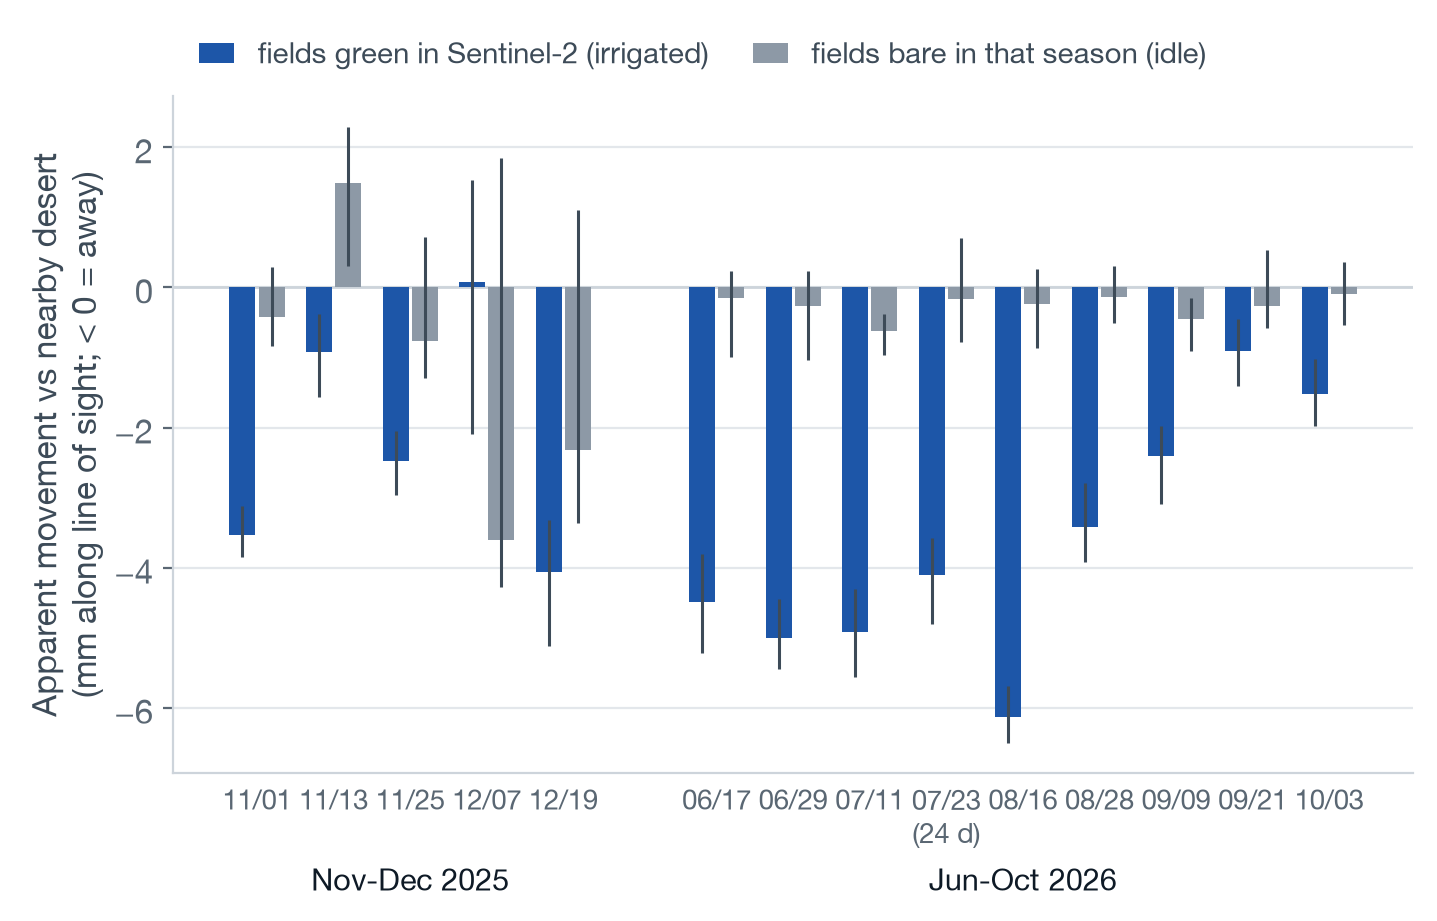 fields green in Sentinel-2 (irrigated)
fields bare in that season (idle)
Apparent movement vs nearby desert
(mm along line of sight; < 0 = away)
2
0
−2
−4
−6
11/01 11/13 11/25 12/07 12/19 06/17 06/29 07/11 07/23 08/16 08/28 09/09 09/21 10/03
(24 d)
Nov-Dec 2025
Jun-Oct 2026